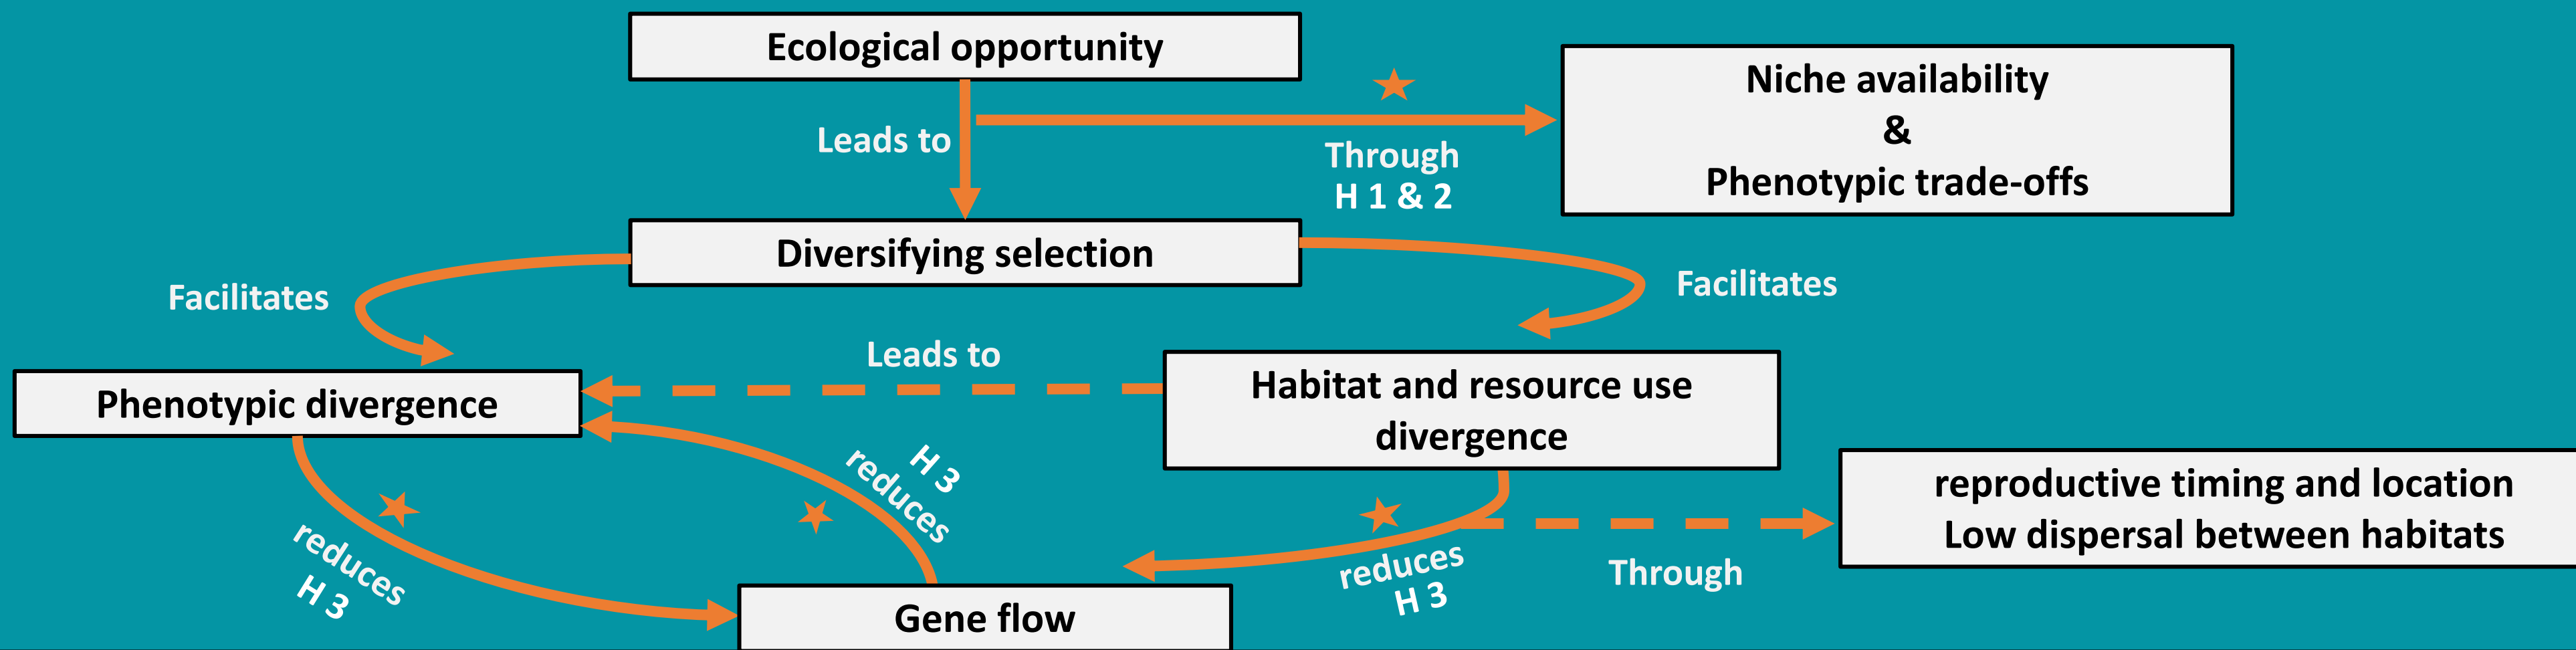 Ecological opportunity
Niche availability
&
Phenotypic trade-offs
Leads to
Through
H 1 & 2
Diversifying selection
Facilitates
Facilitates
Leads to
Phenotypic divergence
Habitat and resource use
divergence
H 3
reduces
reproductive timing and location
Low dispersal between habitats
reduces
H 3
reduces
H 3
Through
Gene flow